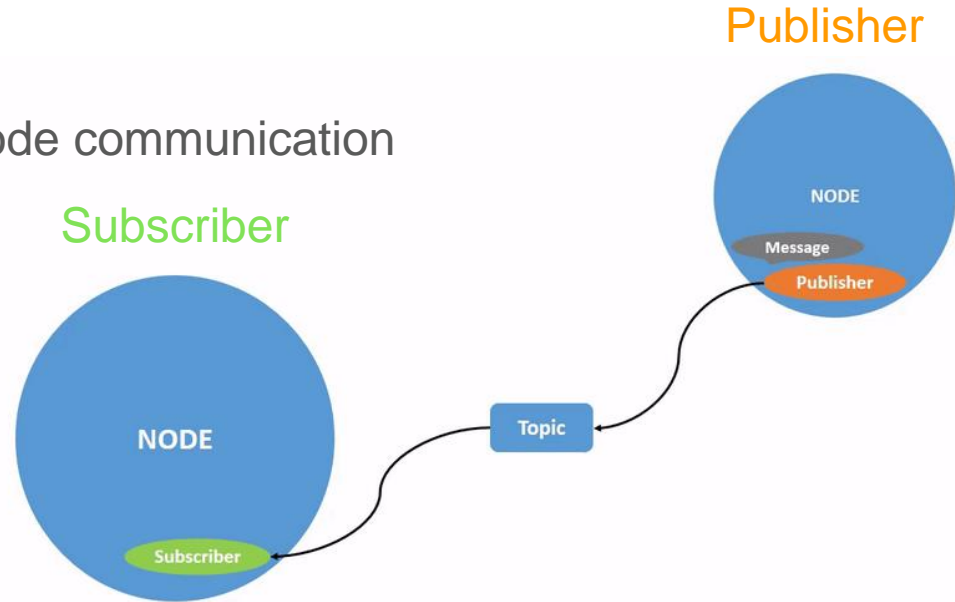 Publisher
ode communication
Subscriber
NODE
Message
Publisher
Topic
NODE
Subscriber